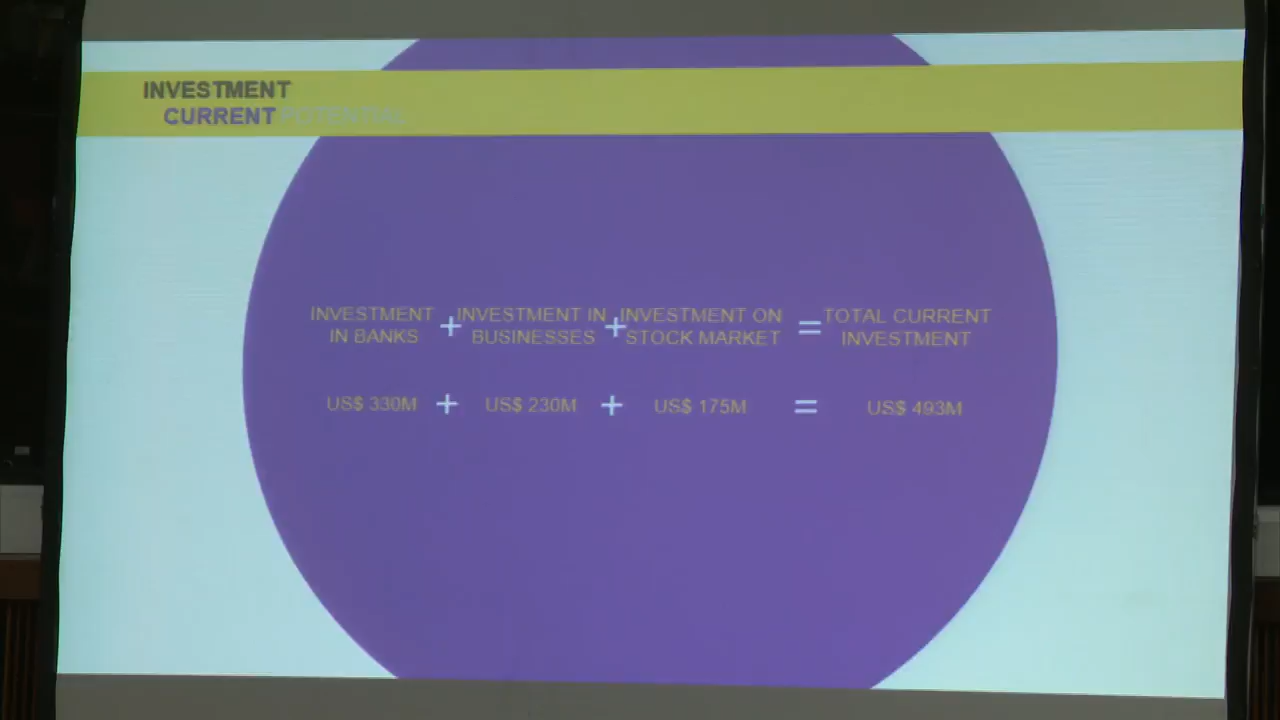 INVESTMENT
CURRENT POTENTIAL
INVESTMENT IN BANKS + INVESTMENT IN BUSINESSES + INVESTMENT ON STOCK MARKET = TOTAL CURRENT INVESTMENT
US$ 330M + US$ 230M + US$ 175M = US$ 493M